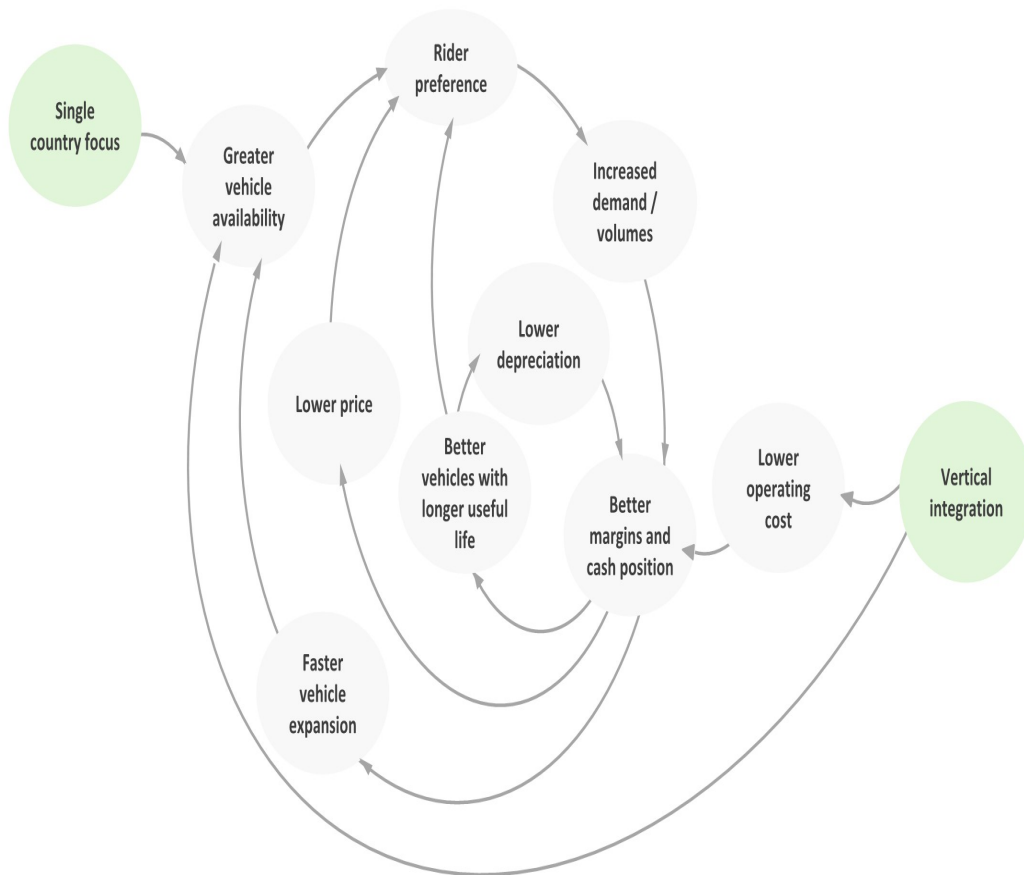 Rider
preference
Single
country focus
Greater
vehicle
availability
Increased
demand /
volumes
Lower
depreciation
Lower price
Better
vehicles with
longer useful
life
Lower
operating
cost
Vertical
integration
Better
margins and
cash position
Faster
vehicle
expansion